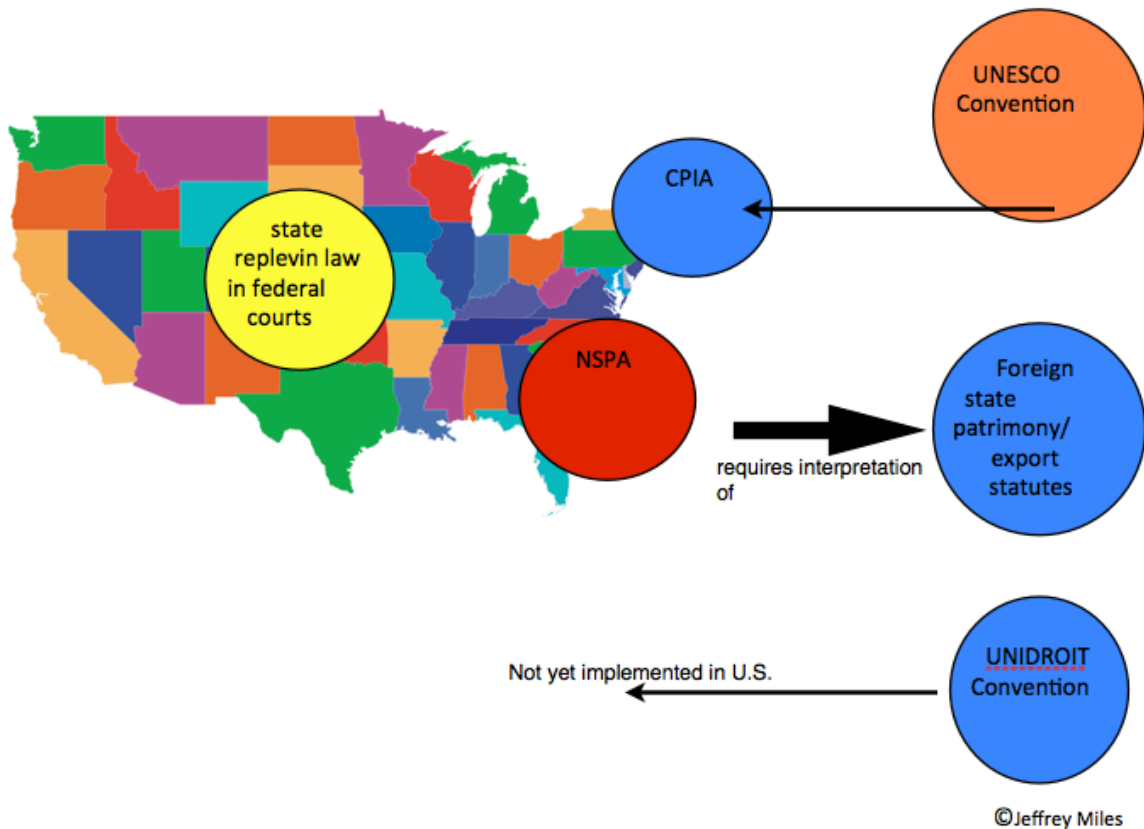 UNESCO
Convention
CPIA
state
replevin law
in federal
courts
NSPA
Foreign
state
patrimony/
export
statutes
requires interpretation
of
Not yet implemented in U.S.
UNIDROIT
Convention
©Jeffrey Miles